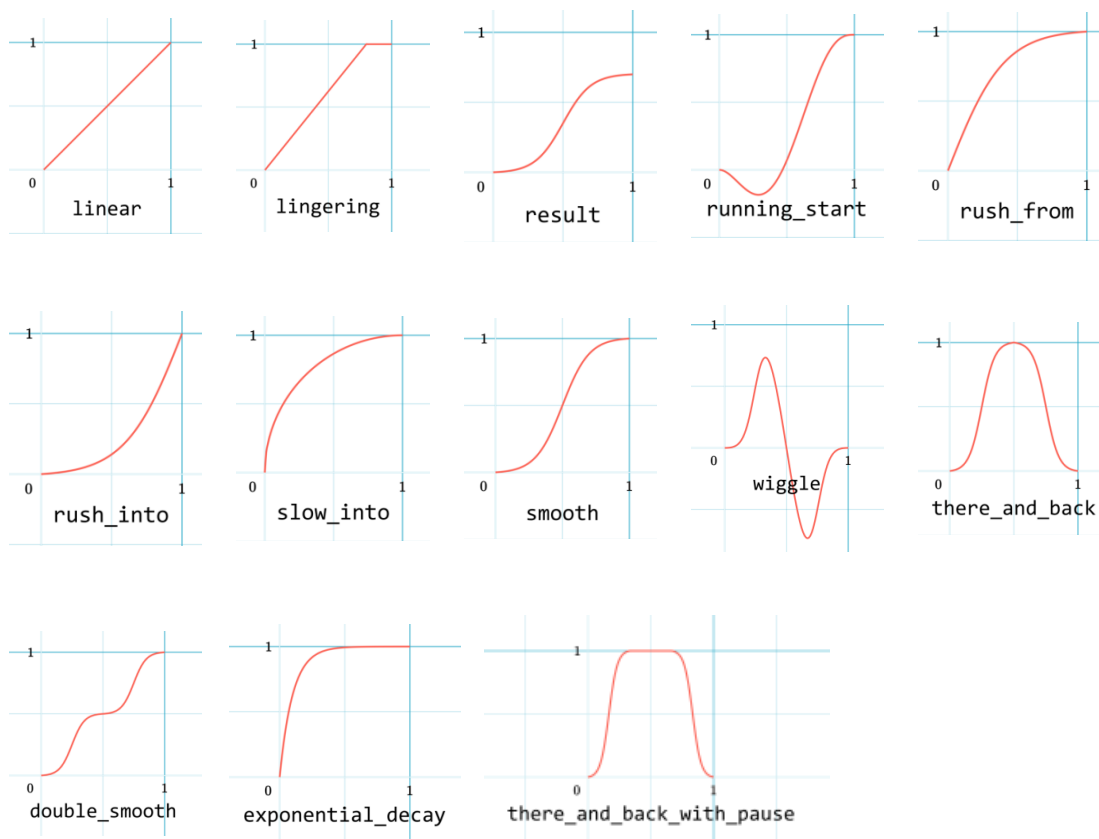 1
0 1
linear
1
0 1
lingering
1
0 1
result
1
0 1
running_start
1
0 1
rush_from
1
0 1
rush_into
1
0 1
slow_into
1
0 1
smooth
1
0 1
wiggle
1
0 1
there_and_back
1
0 1
double_smooth
1
0 1
exponential_decay
1
0 1
there_and_back_with_pause